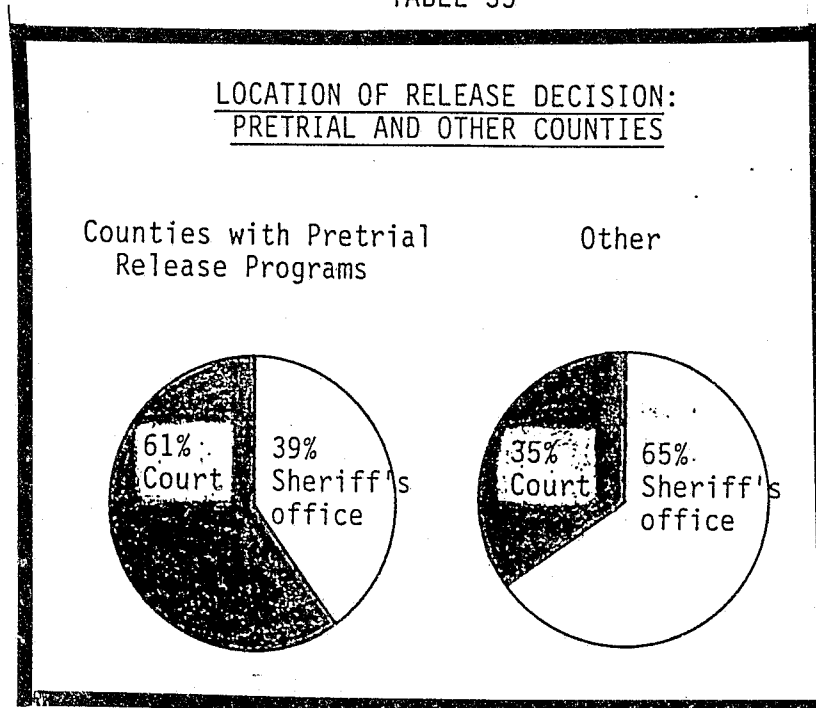 LOCATION OF RELEASE DECISION:
PRETRIAL AND OTHER COUNTIES
Counties with Pretrial
Release Programs
Other
61%
Court
39%
Sheriff's
office
35%
Court
65%
Sheriff's
office